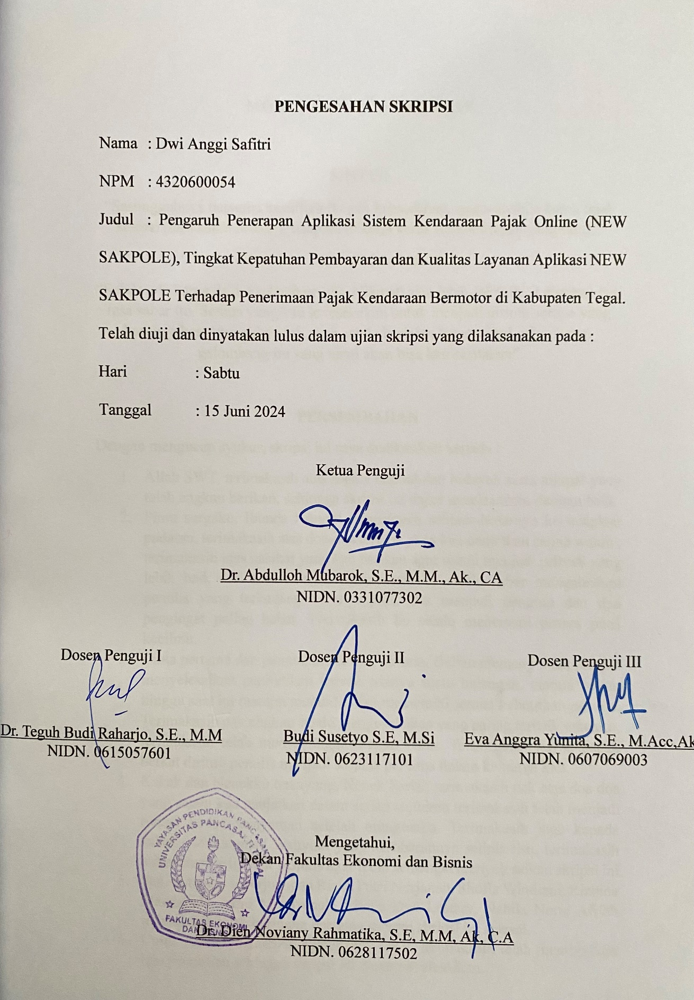 PENGESAHAN SKRIPSI
Nama : Dwi Anggi Safitri
NPM : 4320600054
Judul : Pengaruh Penerapan Aplikasi Sistem Kendaraan Pajak Online (NEW
SAKPOLE), Tingkat Kepatuhan Pembayaran dan Kualitas Layanan Aplikasi NEW
SAKPOLE Terhadap Penerimaan Pajak Kendaraan Bermotor di Kabupaten Tegal.
Telah diuji dan dinyatakan lulus dalam ujian skripsi yang dilaksanakan pada :
Hari : Sabtu
Tanggal : 15 Juni 2024
Ketua Penguji
Dr. Abdulloh Mubarok, S.E., M.M., Ak., CA
NIDN. 0331077302
Dosen Penguji I
Dr. Teguh Budi Raharjo, S.E., M.M
NIDN. 0615057601
Dosen Penguji II
Budi Susetyo S.E, M.Si
NIDN. 0623117101
Dosen Penguji III
Eva Anggra Yunita, S.E., M.Acc,Ak
NIDN. 0607069003
YAYASAN PENDIDIKAN PANCASAKTI
UNIVERSITAS PANCASAKTI TEGAL
FAKULTAS EKONOMI
DAN BISNIS
Mengetahui,
Dekan Fakultas Ekonomi dan Bisnis
Dr. Dien Noviany Rahmatika, S.E, M.M, Ak, C.A
NIDN. 0628117502